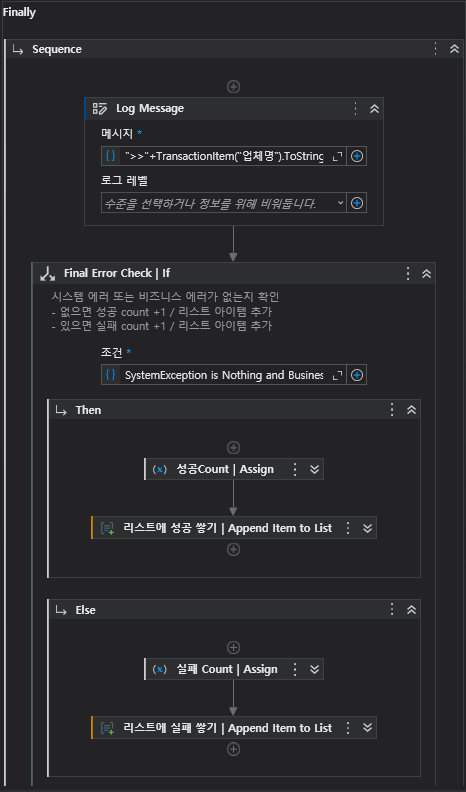 Finally
Sequence
Log Message
메시지 *
">>"+TransactionItem("업체명").ToString
로그 레벨
수준을 선택하거나 정보를 위해 비워둡니다.
Final Error Check | If
시스템 에러 또는 비즈니스 에러가 없는지 확인
- 없으면 성공 count +1 / 리스트 아이템 추가
- 있으면 실패 count +1 / 리스트 아이템 추가
조건 *
SystemException is Nothing and Busines
Then
(x) 성공Count | Assign
리스트에 성공 쌓기 | Append Item to List
Else
(x) 실패 Count | Assign
리스트에 실패 쌓기 | Append Item to List